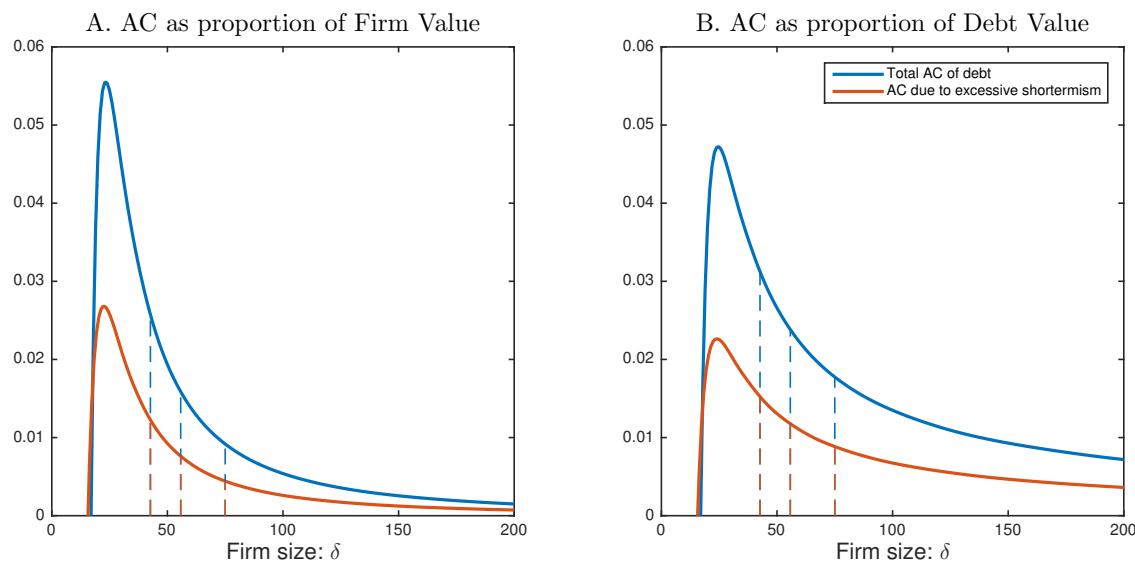 A. AC as proportion of Firm Value
0.06
0.05
0.04
0.03
0.02
0.01
0
0 50 100 150 200
Firm size: δ
B. AC as proportion of Debt Value
Total AC of debt
AC due to excessive shortermism
0.06
0.05
0.04
0.03
0.02
0.01
0
0 50 100 150 200
Firm size: δ